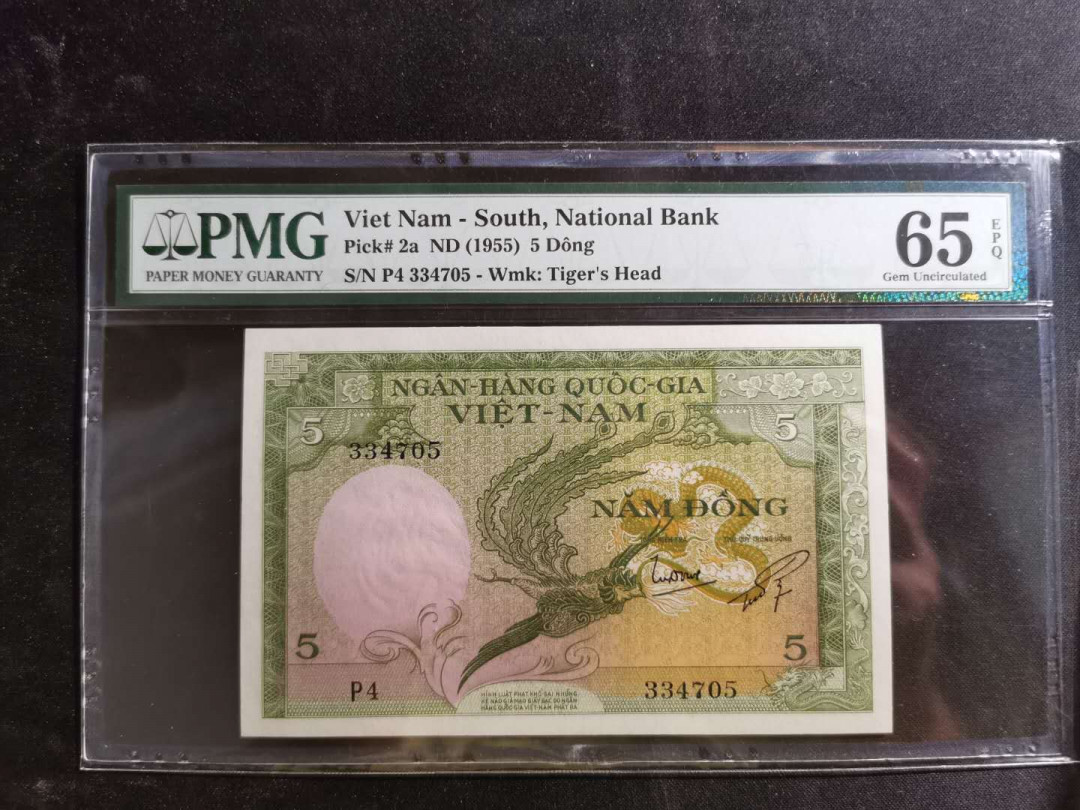 PMG
PAPER MONEY GUARANTY
Viet Nam - South, National Bank
Pick# 2a ND (1955) 5 Dông
S/N P4 334705 - Wmk: Tiger's Head
65
EPQ
Gem Uncirculated
NGÂN-HÀNG QUỐC-GIA
VIỆT-NAM
5
5
334705
NĂM ĐỒNG
5
5
P4
334705